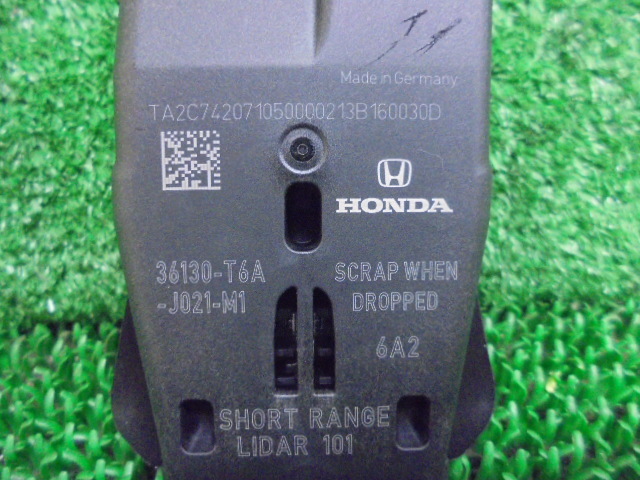 Made in Germany
TA2C742071050000213B160030D
HONDA
36130-T6A
-J021-M1
SCRAP WHEN
DROPPED
6A2
SHORT RANGE
LIDAR 101